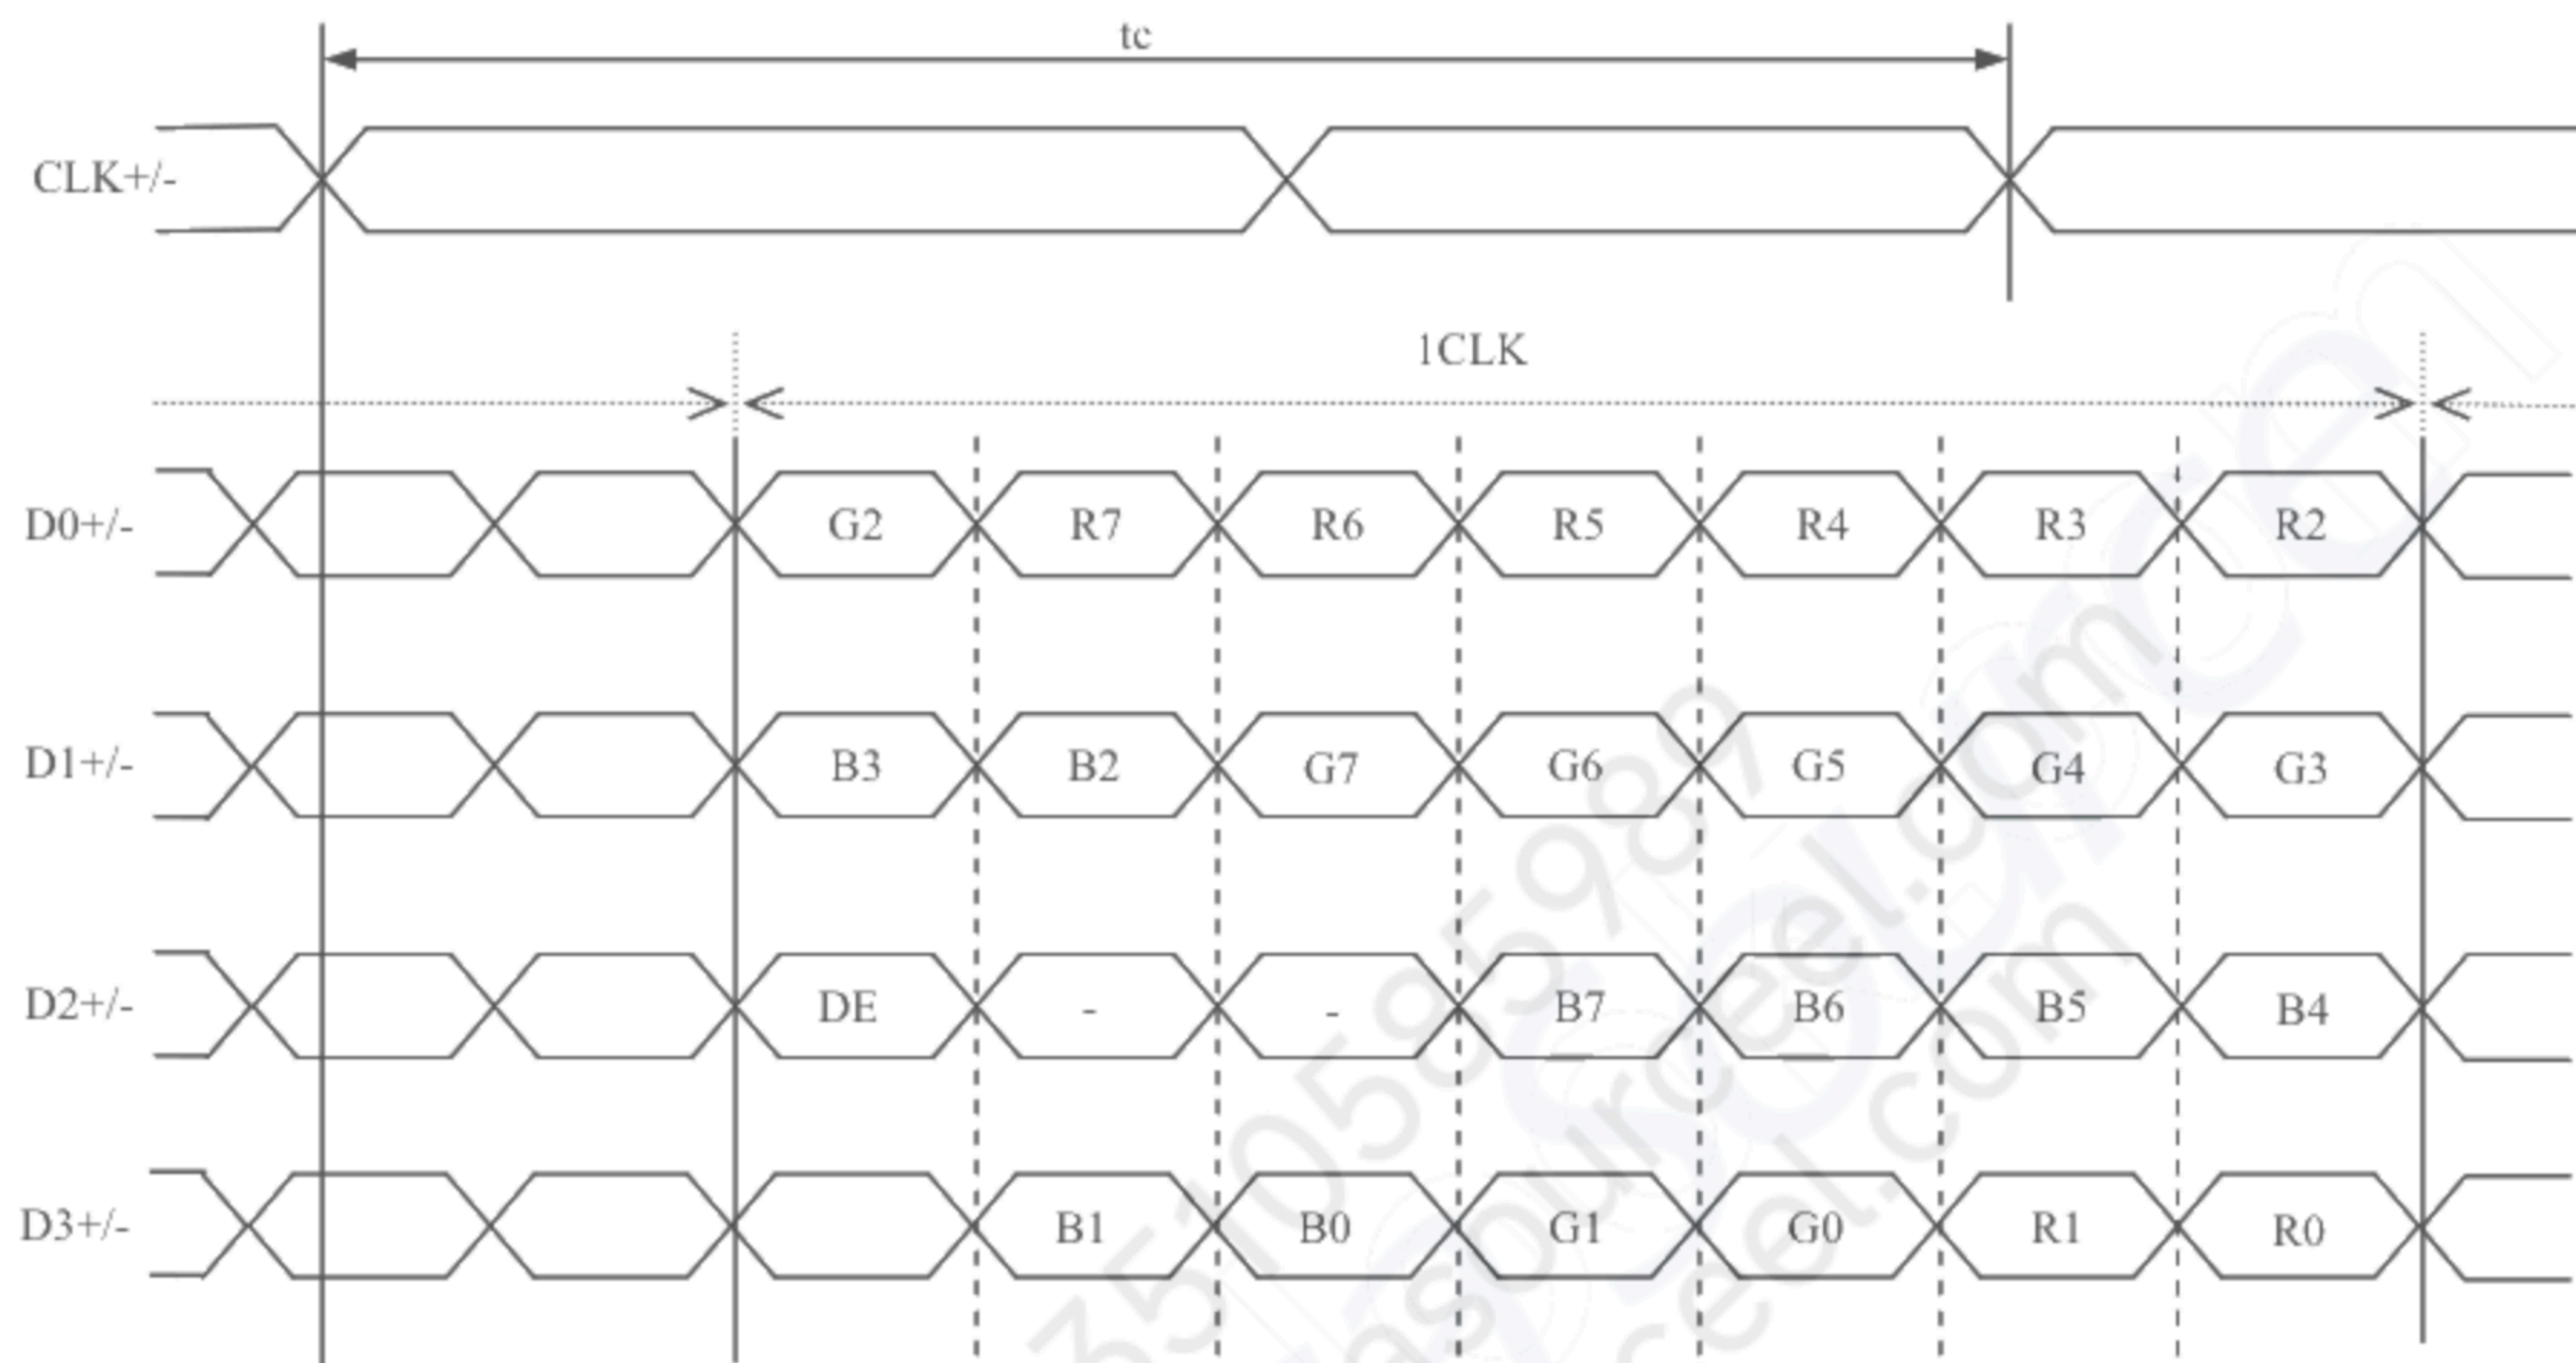 tc
CLK+/-
1CLK
D0+/- G2 R7 R6 R5 R4 R3 R2
D1+/- B3 B2 G7 G6 G5 G4 G3
D2+/- DE - - B7 B6 B5 B4
D3+/- B1 B0 G1 G0 R1 R0